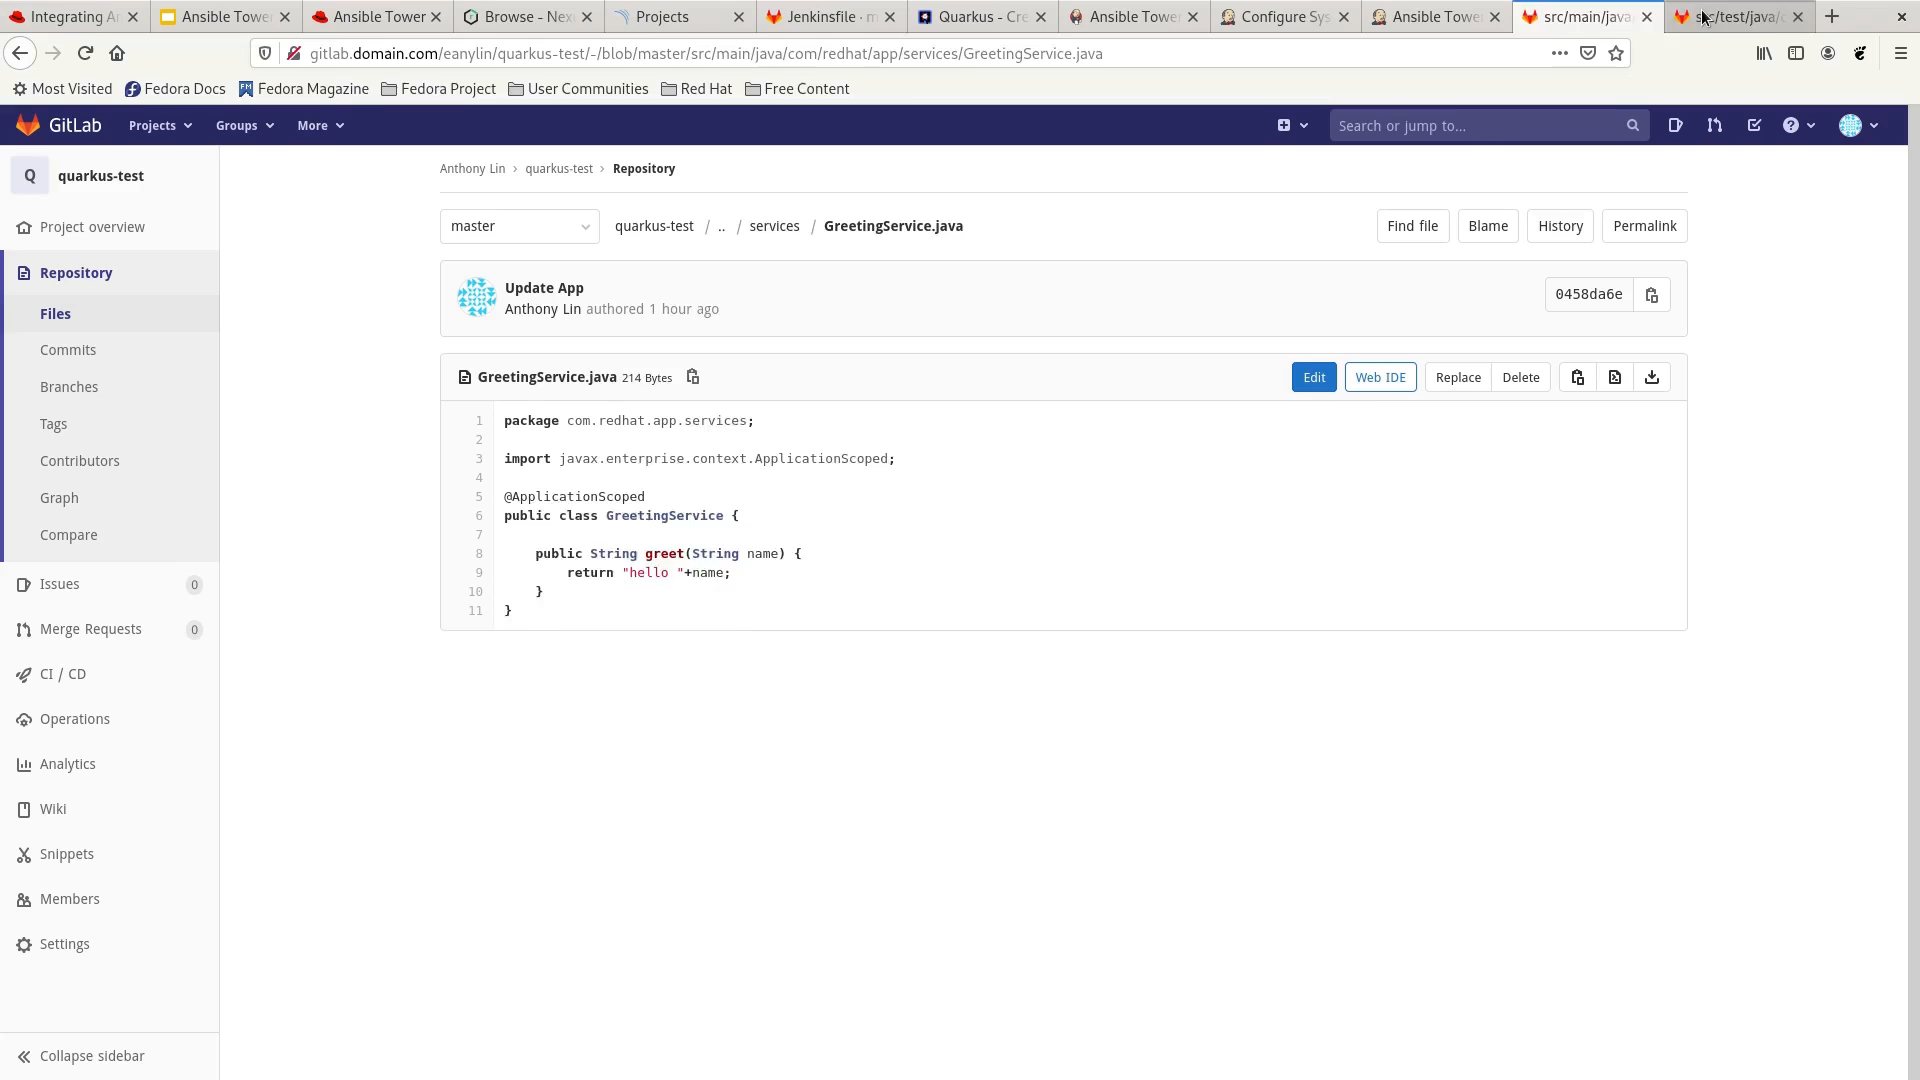 Integrating A
Ansible Towe
Ansible Tower
Browse - Nex
Projects
Jenkinsfile · m
Quarkus - Cre
Ansible Tower
Configure Sys
Ansible Towe
src/main/java
src/test/java/c
gitlab.domain.com/eanylin/quarkus-test/-/blob/master/src/main/java/com/redhat/app/services/GreetingService.java
Most Visited
Fedora Docs
Fedora Magazine
Fedora Project
User Communities
Red Hat
Free Content
GitLab
Projects
Groups
More
Search or jump to...
Q
quarkus-test
Project overview
Repository
Files
Commits
Branches
Tags
Contributors
Graph
Compare
Issues 0
Merge Requests 0
CI / CD
Operations
Analytics
Wiki
Snippets
Members
Settings
Collapse sidebar
Anthony Lin › quarkus-test › Repository
master
quarkus-test / .. / services / GreetingService.java
Find file
Blame
History
Permalink
Update App
Anthony Lin authored 1 hour ago
0458da6e
GreetingService.java 214 Bytes
Edit
Web IDE
Replace
Delete
1 package com.redhat.app.services;
2
3 import javax.enterprise.context.ApplicationScoped;
4
5 @ApplicationScoped
6 public class GreetingService {
7
8     public String greet(String name) {
9         return "hello "+name;
10     }
11 }